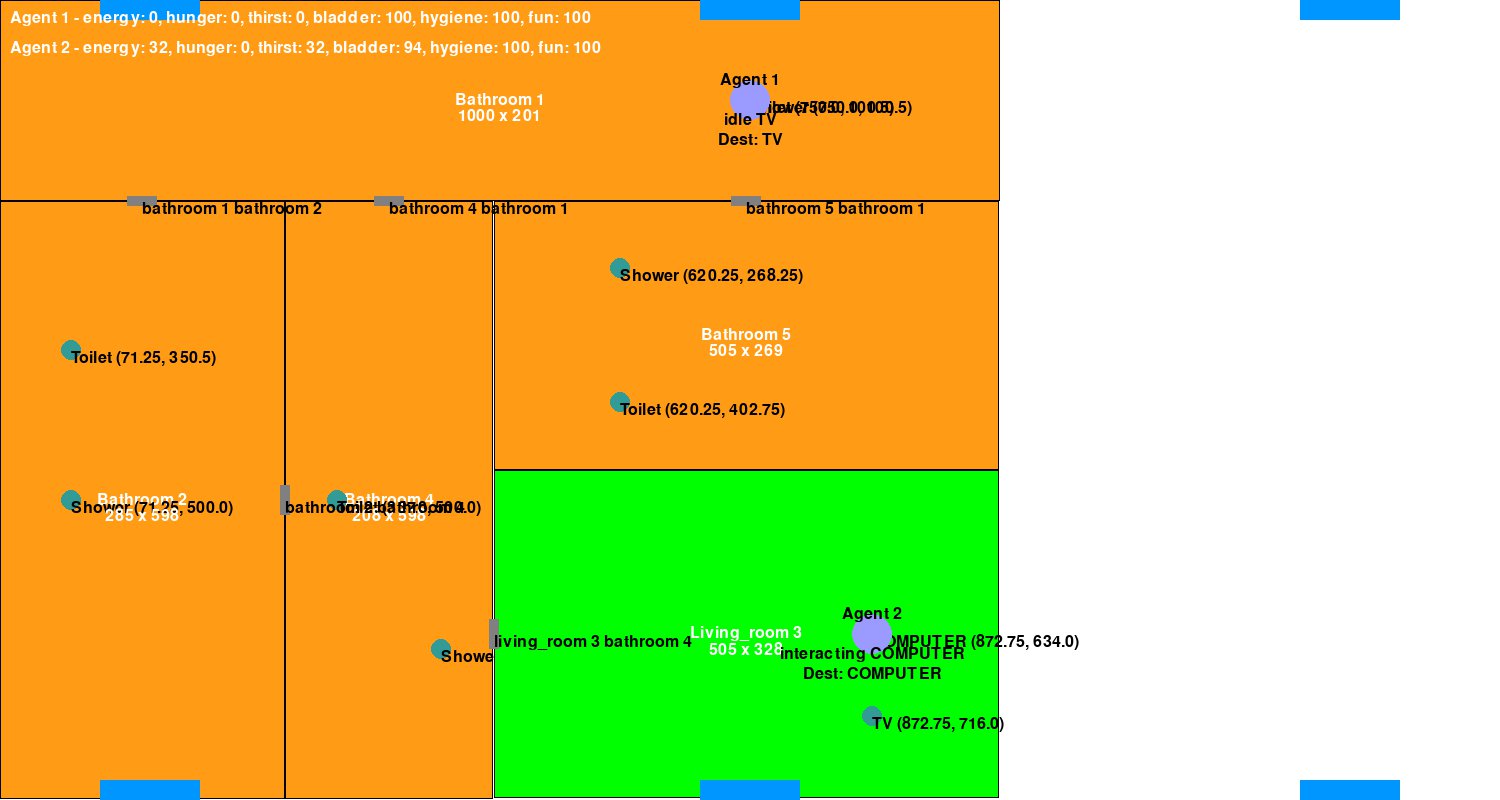 Agent 1 - energy: 0, hunger: 0, thirst: 0, bladder: 100, hygiene: 100, fun: 100
Agent 2 - energy: 32, hunger: 0, thirst: 32, bladder: 94, hygiene: 100, fun: 100
Agent 1
Bathroom 1
1000 x 201
idle TV
Dest: TV
bathroom 1 bathroom 2
bathroom 4 bathroom 1
bathroom 5 bathroom 1
Shower (620.25, 268.25)
Bathroom 5
505 x 269
Toilet (71.25, 350.5)
Toilet (620.25, 402.75)
Bathroom 2
Shower (71.25, 500.0)
285 x 598
Bathroom 4
208 x 598
Agent 2
Living_room 3
505 x 328
living_room 3 bathroom 4
COMPUTER (872.75, 634.0)
interacting COMPUTER
Dest: COMPUTER
Showe
TV (872.75, 716.0)